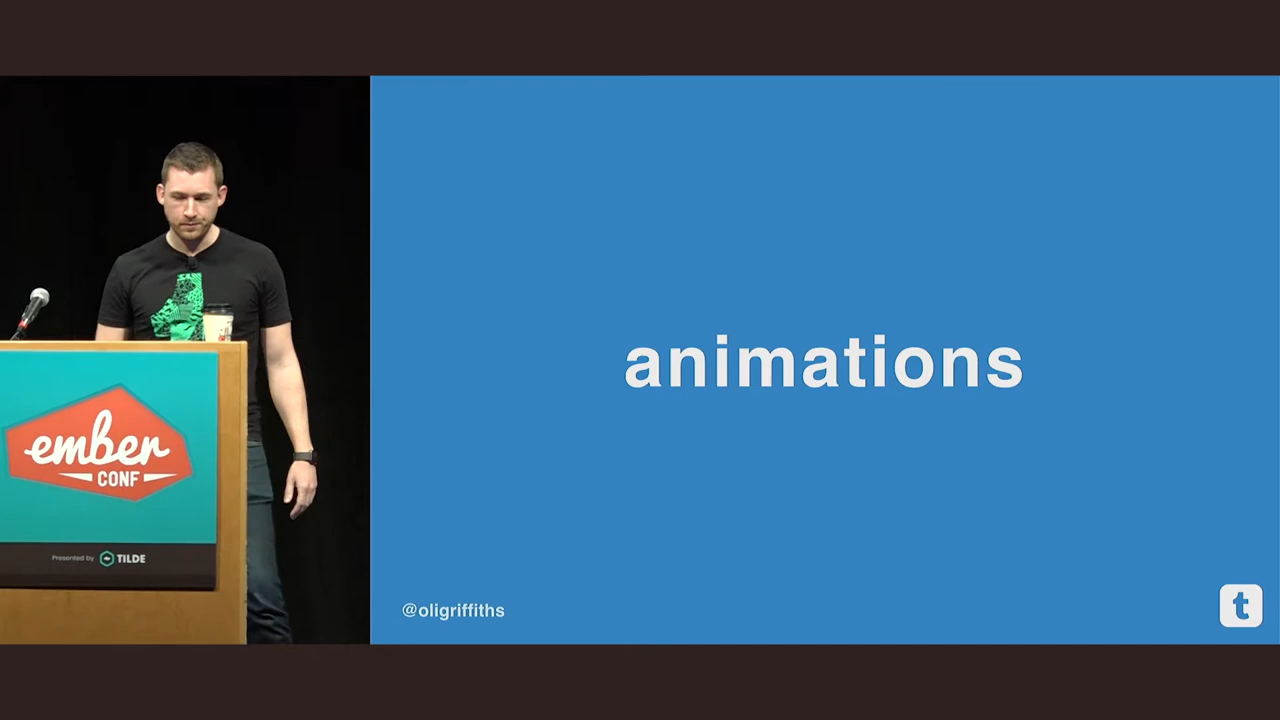 animations
ember
CONF
Presented by TILDE
@oligriffiths
t